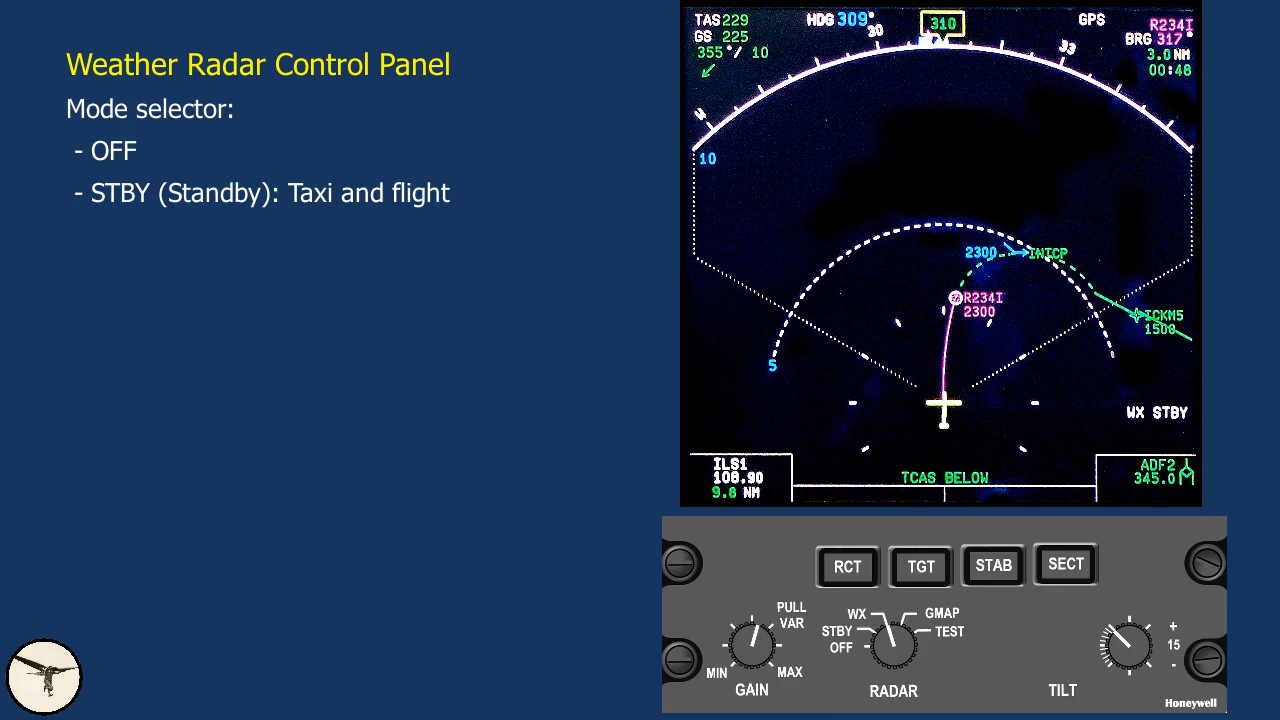 Weather Radar Control Panel
Mode selector:
- OFF
- STBY (Standby): Taxi and flight
TAS 229
GS 225
355°/ 10
HDG 309°
310
GPS
R234I
BRG 317°
3.0 NM
00:48
30
33
W
10
2300
INTCP
R234I
2300
ICKM5
1500
5
WX STBY
ILS1
108.90
9.8 NM
TCAS BELOW
ADF2
345.0
M
RCT
TGT
STAB
SECT
PULL
VAR
MIN
MAX
GAIN
WX
GMAP
STBY
TEST
OFF
RADAR
+
15
-
TILT
Honeywell